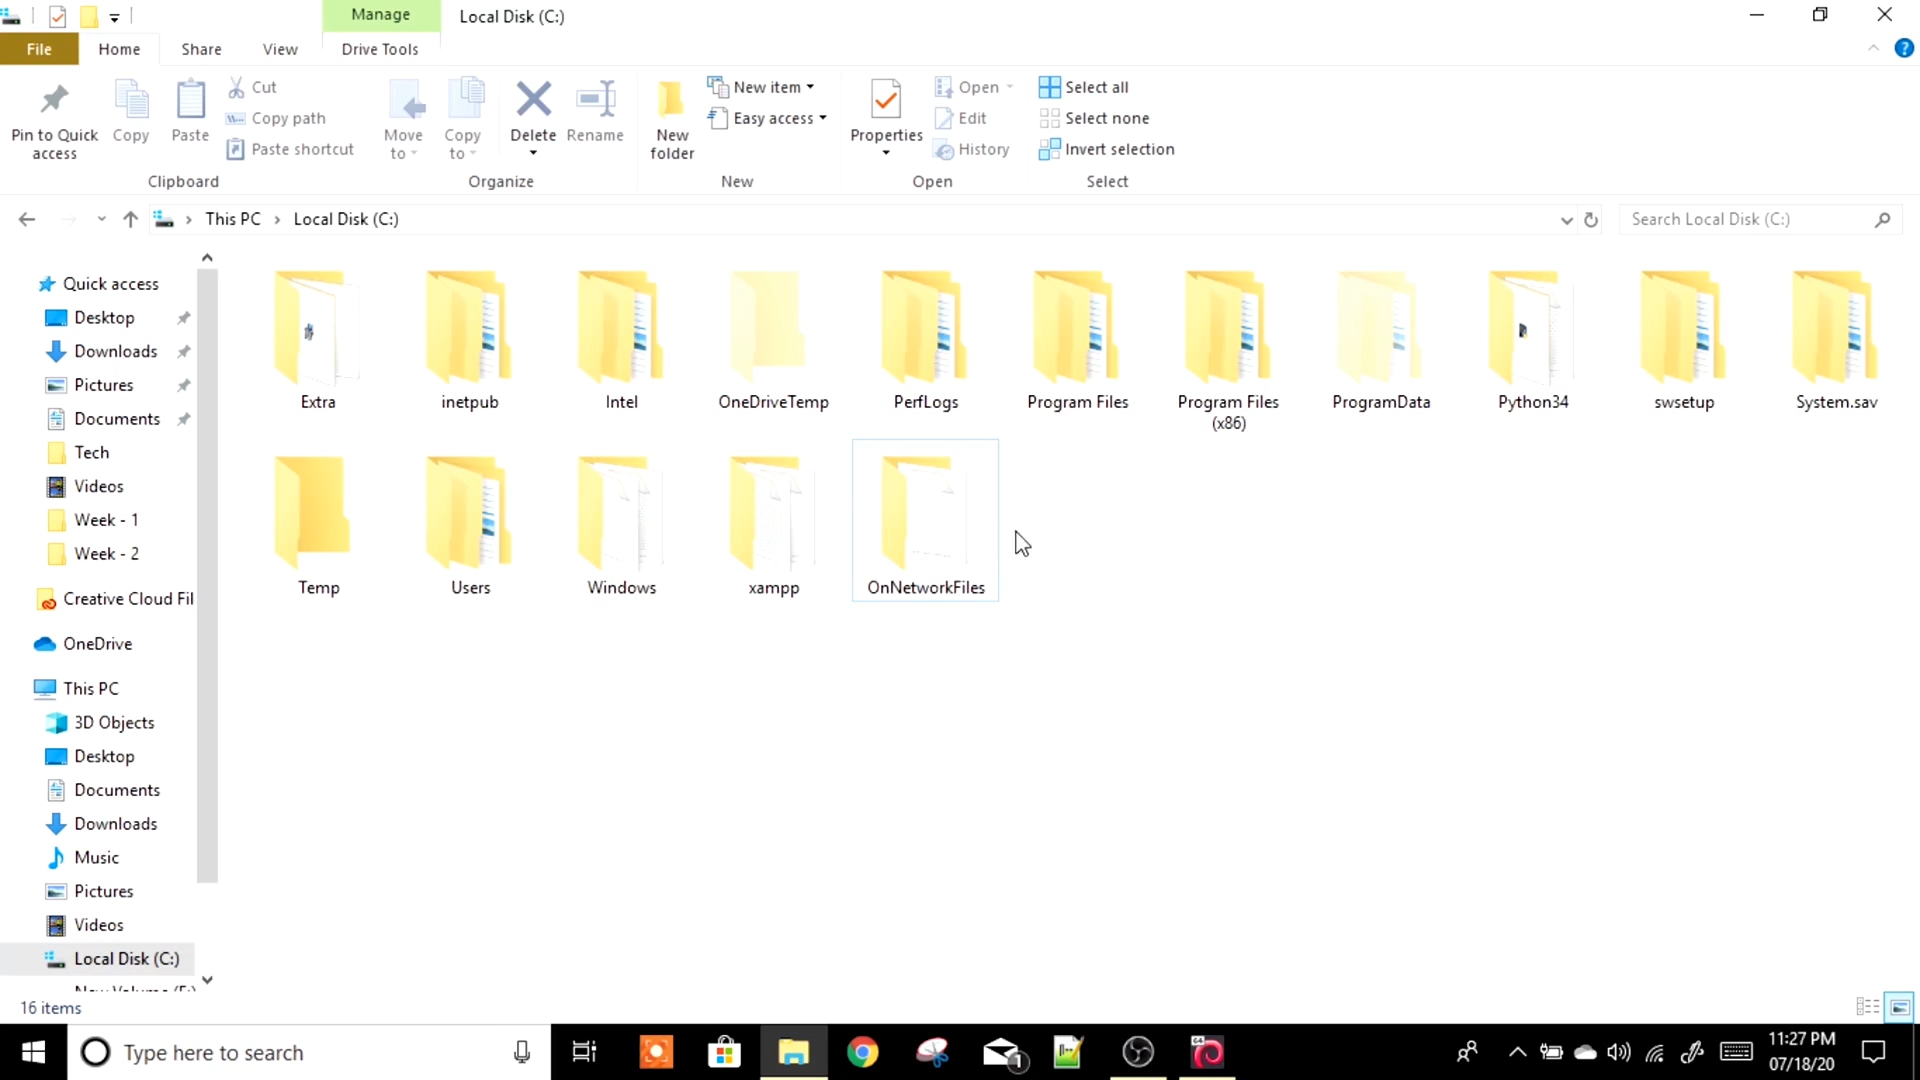 Manage
Local Disk (C:)
File
Home
Share
View
Drive Tools
Pin to Quick
access
Copy
Paste
Cut
Copy path
Paste shortcut
Clipboard
Move
to
Copy
to
Delete
Rename
Organize
New
folder
New item
Easy access
New
Properties
Open
Edit
History
Open
Select all
Select none
Invert selection
Select
This PC
Local Disk (C:)
Search Local Disk (C:)
Quick access
Desktop
Downloads
Pictures
Documents
Tech
Videos
Week - 1
Week - 2
Creative Cloud Fil
OneDrive
This PC
3D Objects
Desktop
Documents
Downloads
Music
Pictures
Videos
Local Disk (C:)
Extra
inetpub
Intel
OneDriveTemp
PerfLogs
Program Files
Program Files
(x86)
ProgramData
Python34
swsetup
System.sav
Temp
Users
Windows
xampp
OnNetworkFiles
16 items
Type here to search
1
64
11:27 PM
07/18/20